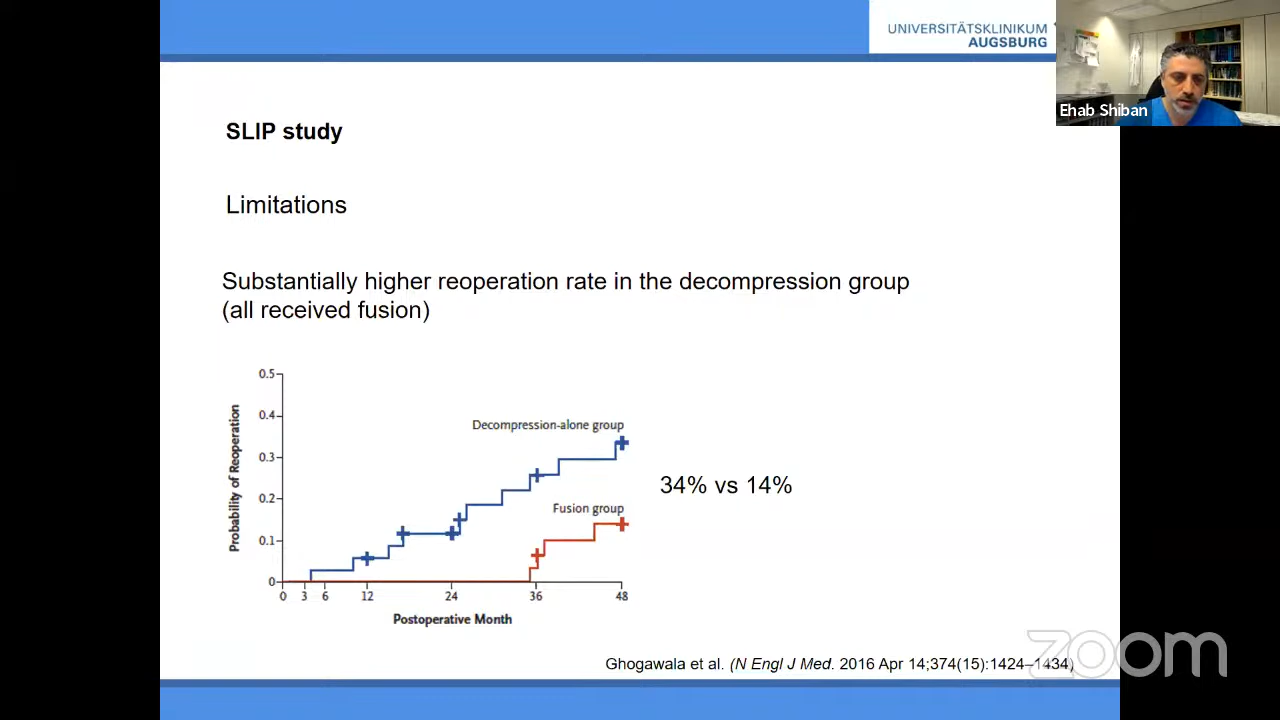 UNIVERSITÄTSKLINIKUM
AUGSBURG
Ehab Shiban
SLIP study
Limitations
Substantially higher reoperation rate in the decompression group
(all received fusion)
Probability of Reoperation
0.5
0.4
0.3
0.2
0.1
0
Decompression-alone group
Fusion group
0 3 6 12 24 36 48
Postoperative Month
34% vs 14%
Ghogawala et al. (N Engl J Med. 2016 Apr 14;374(15):1424–1434)
zoom